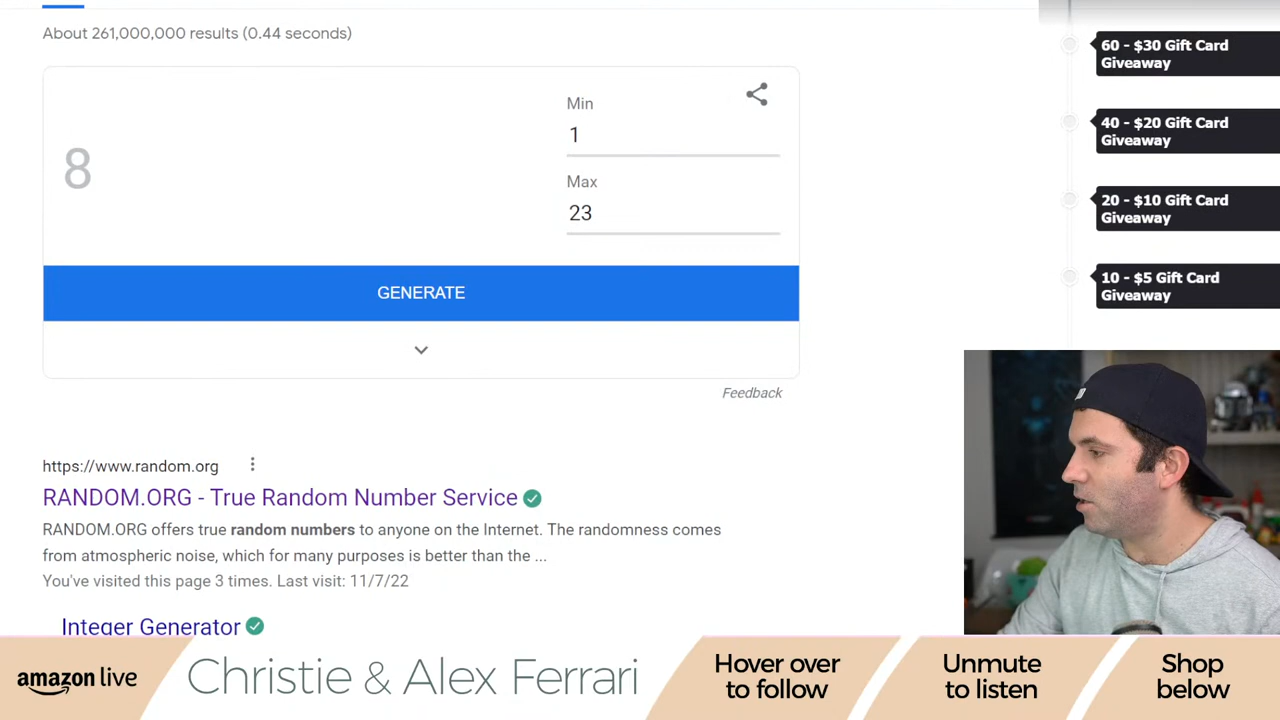 About 261,000,000 results (0.44 seconds)
8
Min
1
Max
23
GENERATE
Feedback
https://www.random.org
RANDOM.ORG - True Random Number Service
RANDOM.ORG offers true random numbers to anyone on the Internet. The randomness comes
from atmospheric noise, which for many purposes is better than the ...
You've visited this page 3 times. Last visit: 11/7/22
Integer Generator
60 - $30 Gift Card
Giveaway
40 - $20 Gift Card
Giveaway
20 - $10 Gift Card
Giveaway
10 - $5 Gift Card
Giveaway
amazon live
Christie & Alex Ferrari
Hover over
to follow
Unmute
to listen
Shop
below